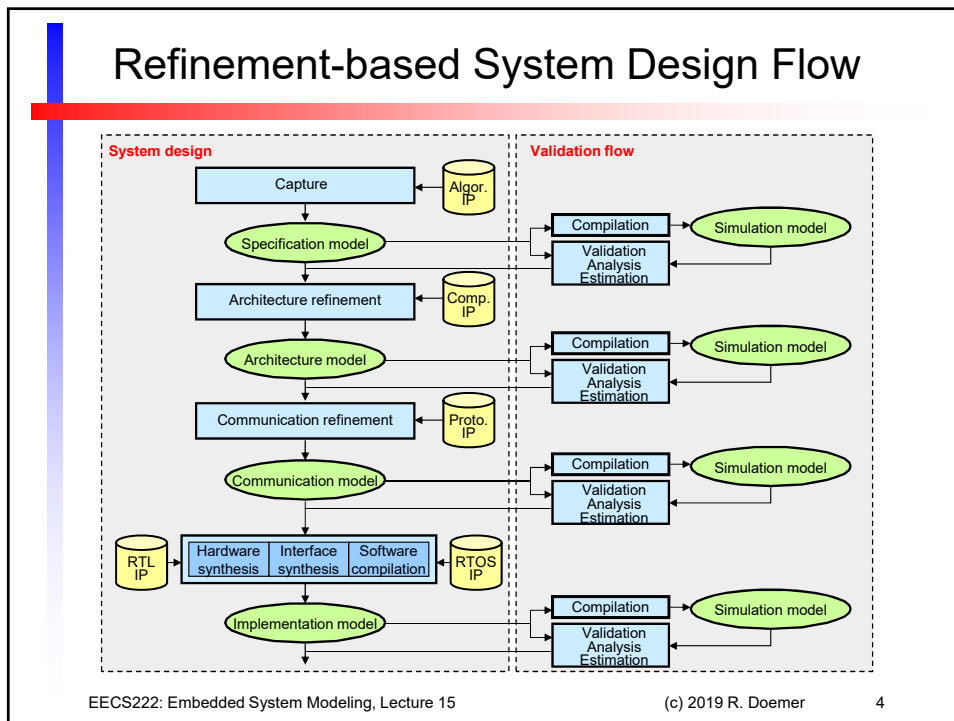 Refinement-based System Design Flow
System design
Capture
Algor.
IP
Specification model
Architecture refinement
Comp.
IP
Architecture model
Communication refinement
Proto.
IP
Communication model
RTL
IP
Hardware
synthesis
Interface
synthesis
Software
compilation
RTOS
IP
Implementation model
Validation flow
Compilation
Simulation model
Validation
Analysis
Estimation
Compilation
Simulation model
Validation
Analysis
Estimation
Compilation
Simulation model
Validation
Analysis
Estimation
Compilation
Simulation model
Validation
Analysis
Estimation
EECS222: Embedded System Modeling, Lecture 15
(c) 2019 R. Doemer
4